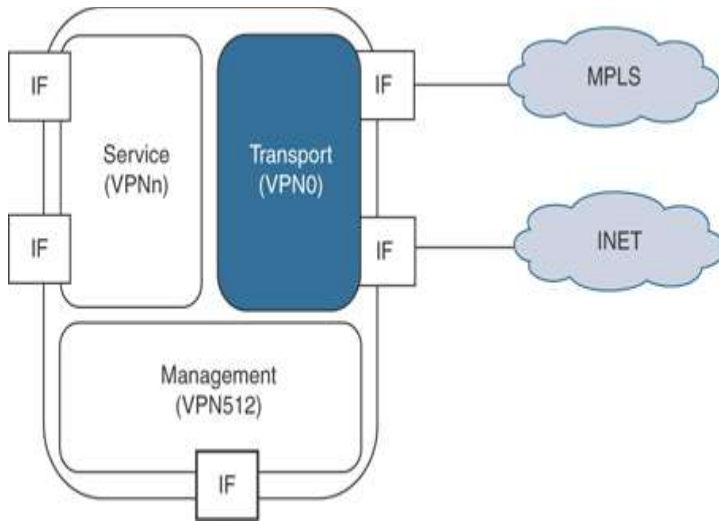 IF
Service
(VPNn)
Transport
(VPN0)
IF
MPLS
IF
IF
INET
Management
(VPN512)
IF